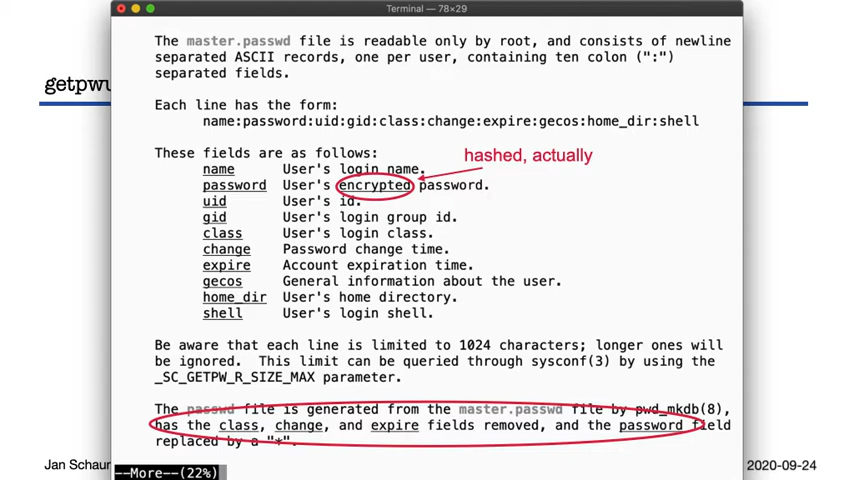 Terminal — 78×29
The master.passwd file is readable only by root, and consists of newline
separated ASCII records, one per user, containing ten colon (":")
separated fields.
getpwu
Each line has the form:
name:password:uid:gid:class:change:expire:gecos:home_dir:shell
These fields are as follows:
hashed, actually
name User's login name.
password User's encrypted password.
uid User's id.
gid User's login group id.
class User's login class.
change Password change time.
expire Account expiration time.
gecos General information about the user.
home_dir User's home directory.
shell User's login shell.
Be aware that each line is limited to 1024 characters; longer ones will
be ignored. This limit can be queried through sysconf(3) by using the
_SC_GETPW_R_SIZE_MAX parameter.
The passwd file is generated from the master.passwd file by pwd_mkdb(8),
has the class, change, and expire fields removed, and the password field
replaced by a "*".
Jan Schaum
2020-09-24
--More--(22%)